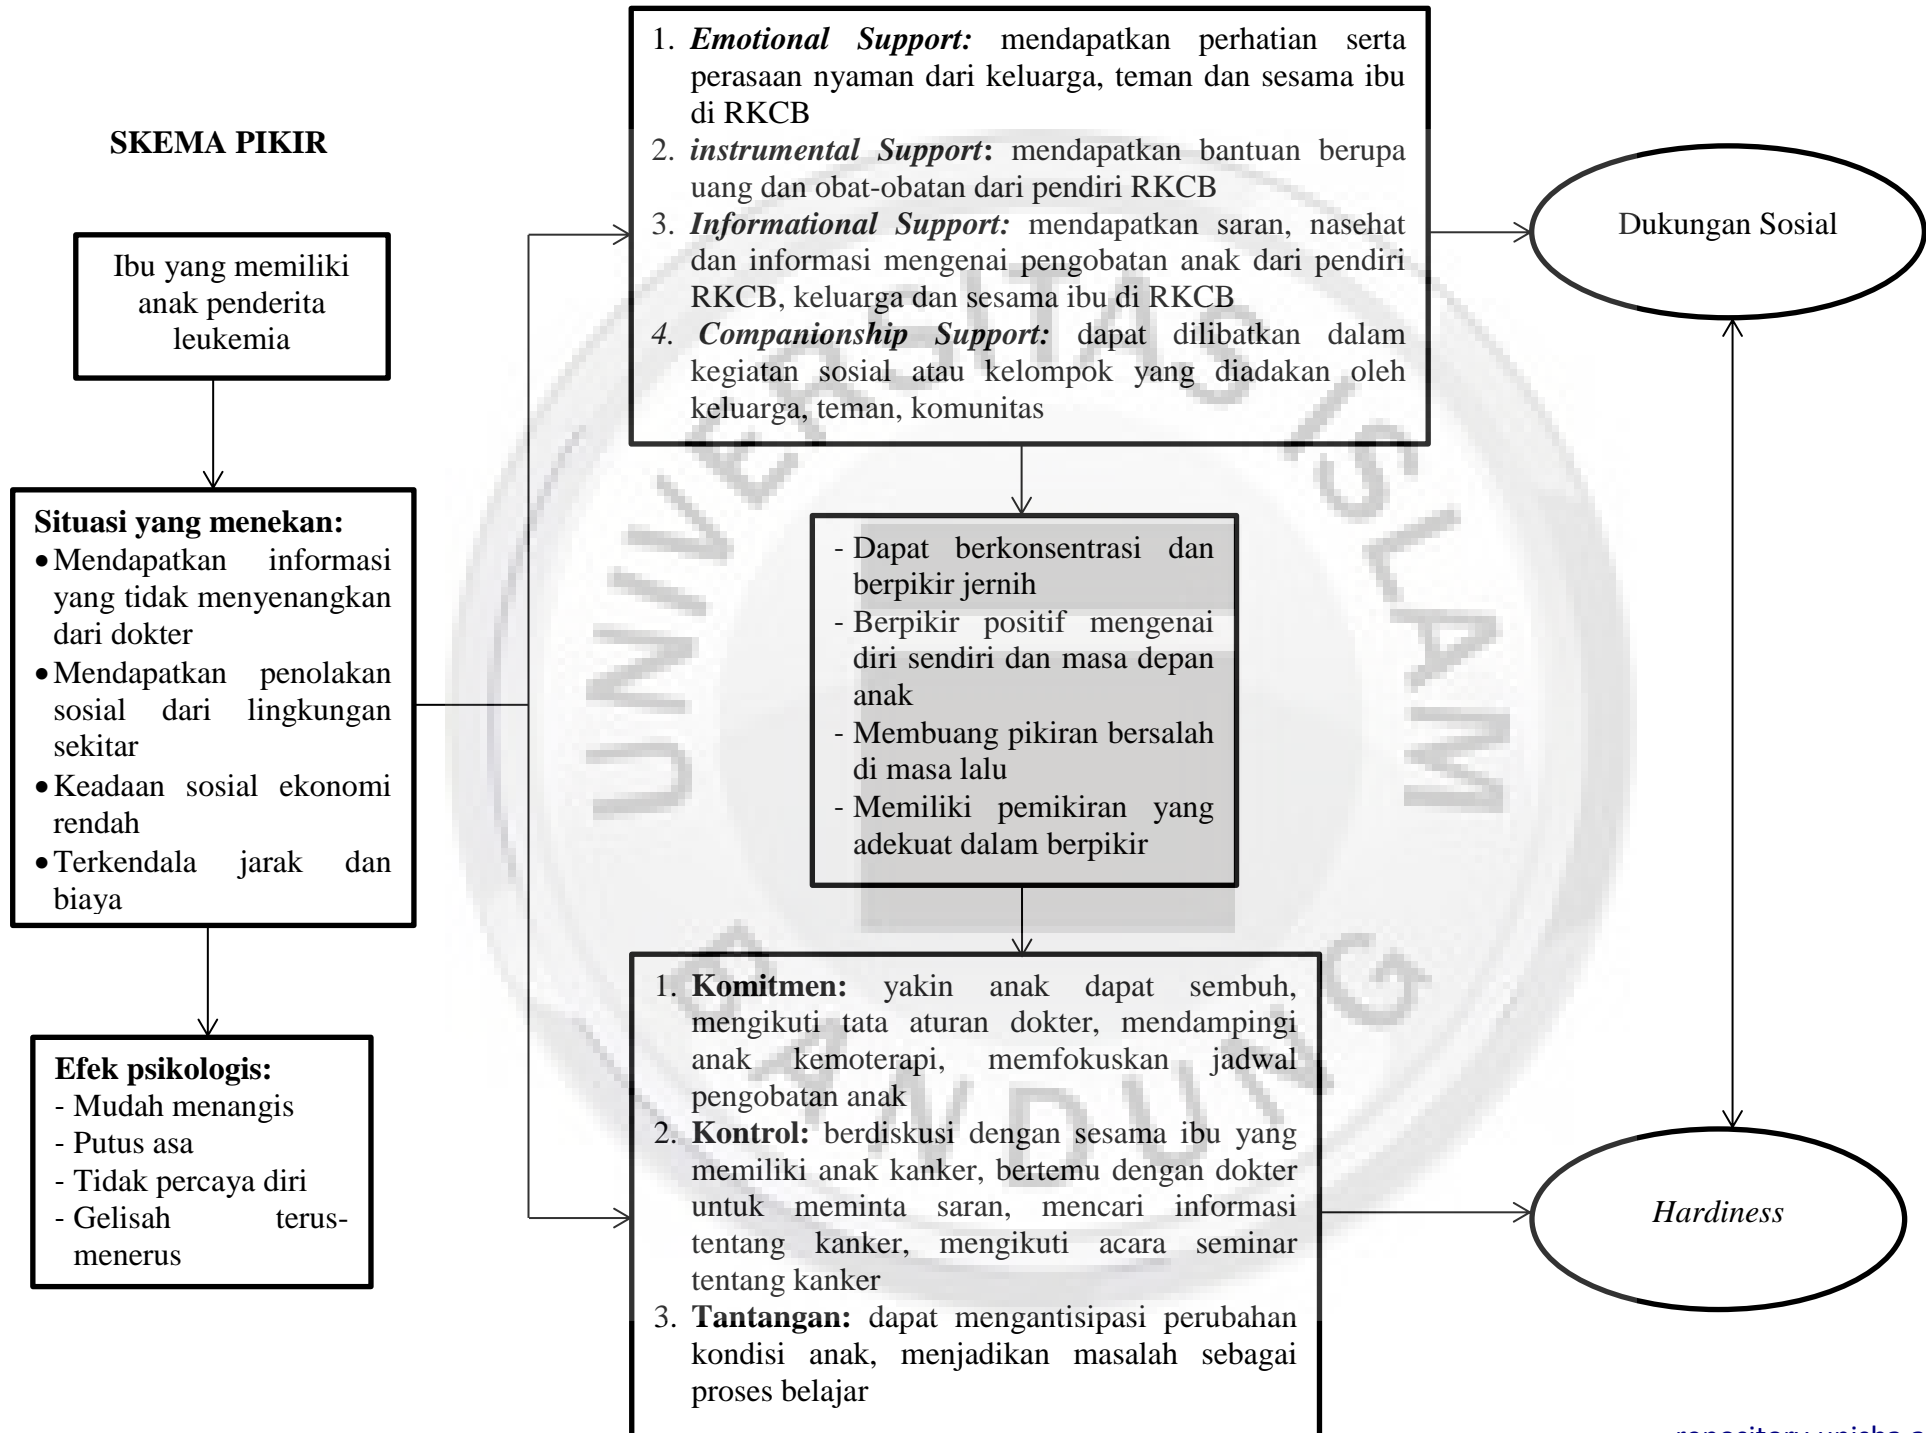 SKEMA PIKIR
Ibu yang memiliki
anak penderita
leukemia
Situasi yang menekan:
• Mendapatkan informasi
yang tidak menyenangkan
dari dokter
• Mendapatkan penolakan
sosial dari lingkungan
sekitar
• Keadaan sosial ekonomi
rendah
• Terkendala jarak dan
biaya
Efek psikologis:
- Mudah menangis
- Putus asa
- Tidak percaya diri
- Gelisah terus-
menerus
1. Emotional Support: mendapatkan perhatian serta
perasaan nyaman dari keluarga, teman dan sesama ibu
di RKCB
2. instrumental Support: mendapatkan bantuan berupa
uang dan obat-obatan dari pendiri RKCB
3. Informational Support: mendapatkan saran, nasehat
dan informasi mengenai pengobatan anak dari pendiri
RKCB, keluarga dan sesama ibu di RKCB
4. Companionship Support: dapat dilibatkan dalam
kegiatan sosial atau kelompok yang diadakan oleh
keluarga, teman, komunitas
- Dapat berkonsentrasi dan
berpikir jernih
- Berpikir positif mengenai
diri sendiri dan masa depan
anak
- Membuang pikiran bersalah
di masa lalu
- Memiliki pemikiran yang
adekuat dalam berpikir
1. Komitmen: yakin anak dapat sembuh,
mengikuti tata aturan dokter, mendampingi
anak kemoterapi, memfokuskan jadwal
pengobatan anak
2. Kontrol: berdiskusi dengan sesama ibu yang
memiliki anak kanker, bertemu dengan dokter
untuk meminta saran, mencari informasi
tentang kanker, mengikuti acara seminar
tentang kanker
3. Tantangan: dapat mengantisipasi perubahan
kondisi anak, menjadikan masalah sebagai
proses belajar
Dukungan Sosial
Hardiness
UNIVERSITAS ISLAM
BANDUNG